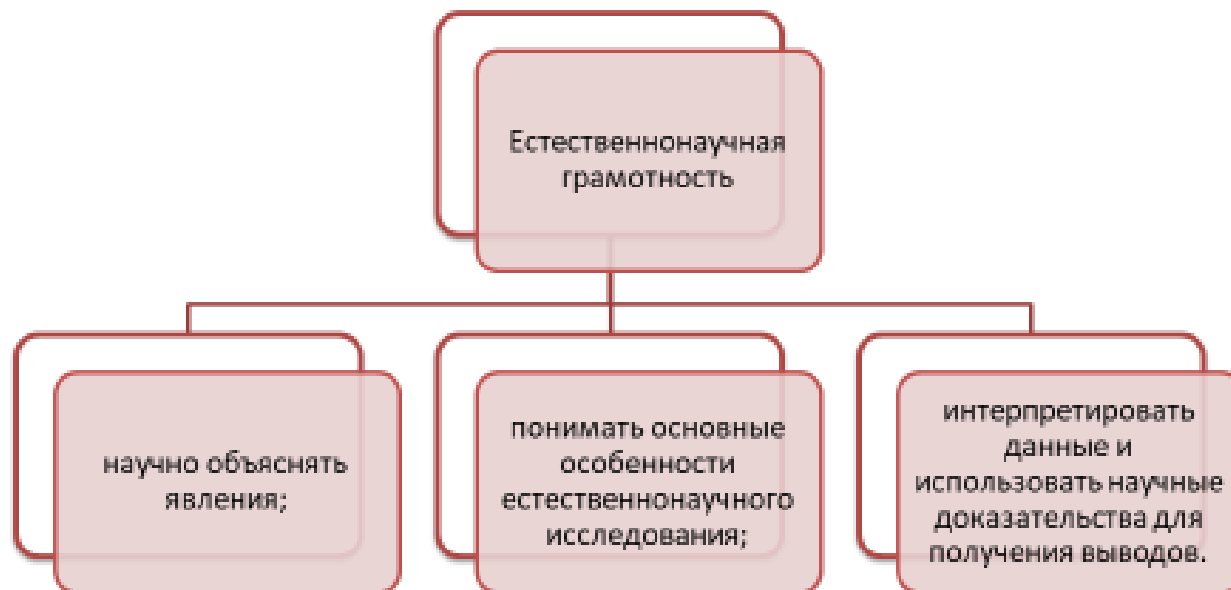 Естественнонаучная
грамотность
научно объяснять
явления;
понимать основные
особенности
естественнонаучного
исследования;
интерпретировать
данные и
использовать научные
доказательства для
получения выводов.